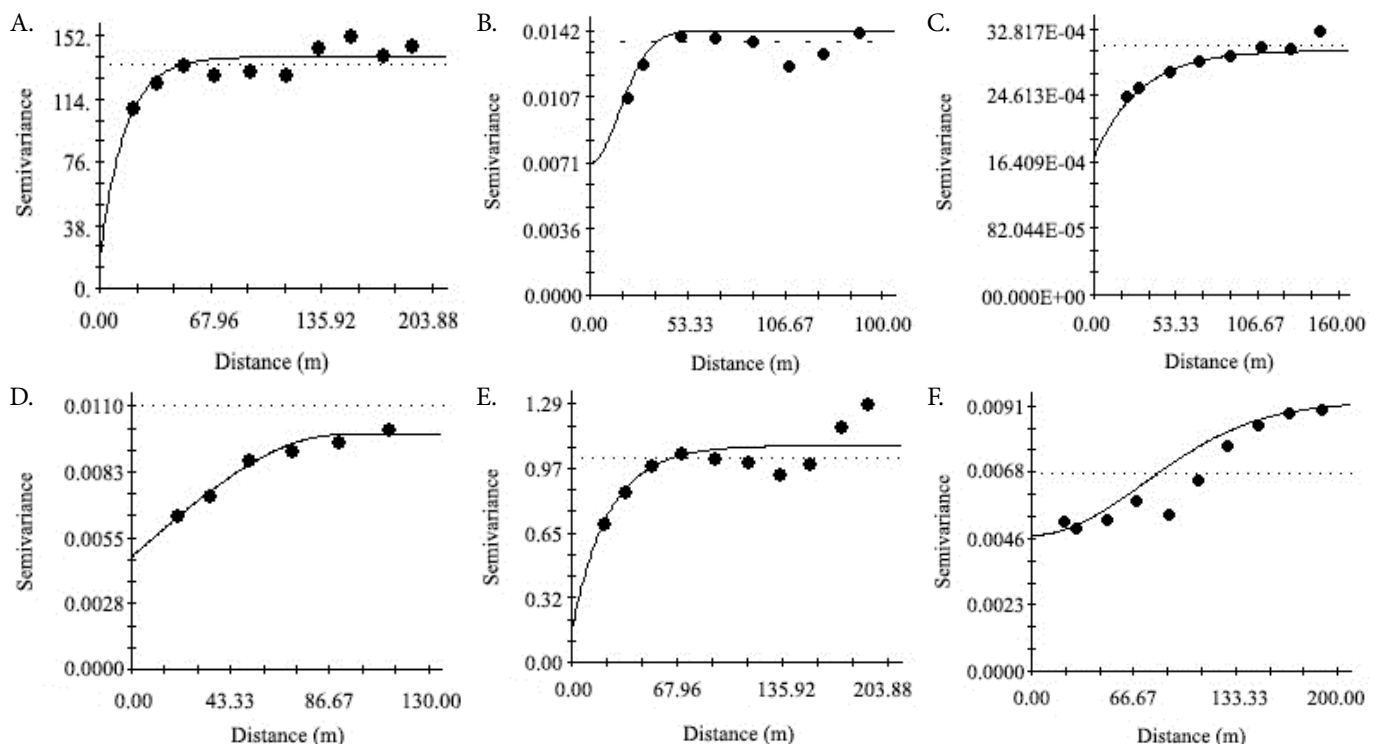 A.
152.
114.
76.
38.
0.
Semivariance
0.00 67.96 135.92 203.88
Distance (m)
B.
0.0142
0.0107
0.0071
0.0036
0.0000
Semivariance
0.00 53.33 106.67 100.00
Distance (m)
C.
32.817E-04
24.613E-04
16.409E-04
82.044E-05
00.000E+00
Semivariance
0.00 53.33 106.67 160.00
Distance (m)
D.
0.0110
0.0083
0.0055
0.0028
0.0000
Semivariance
0.00 43.33 86.67 130.00
Distance (m)
E.
1.29
0.97
0.65
0.32
0.00
Semivariance
0.00 67.96 135.92 203.88
Distance (m)
F.
0.0091
0.0068
0.0046
0.0023
0.0000
Semivariance
0.00 66.67 133.33 200.00
Distance (m)